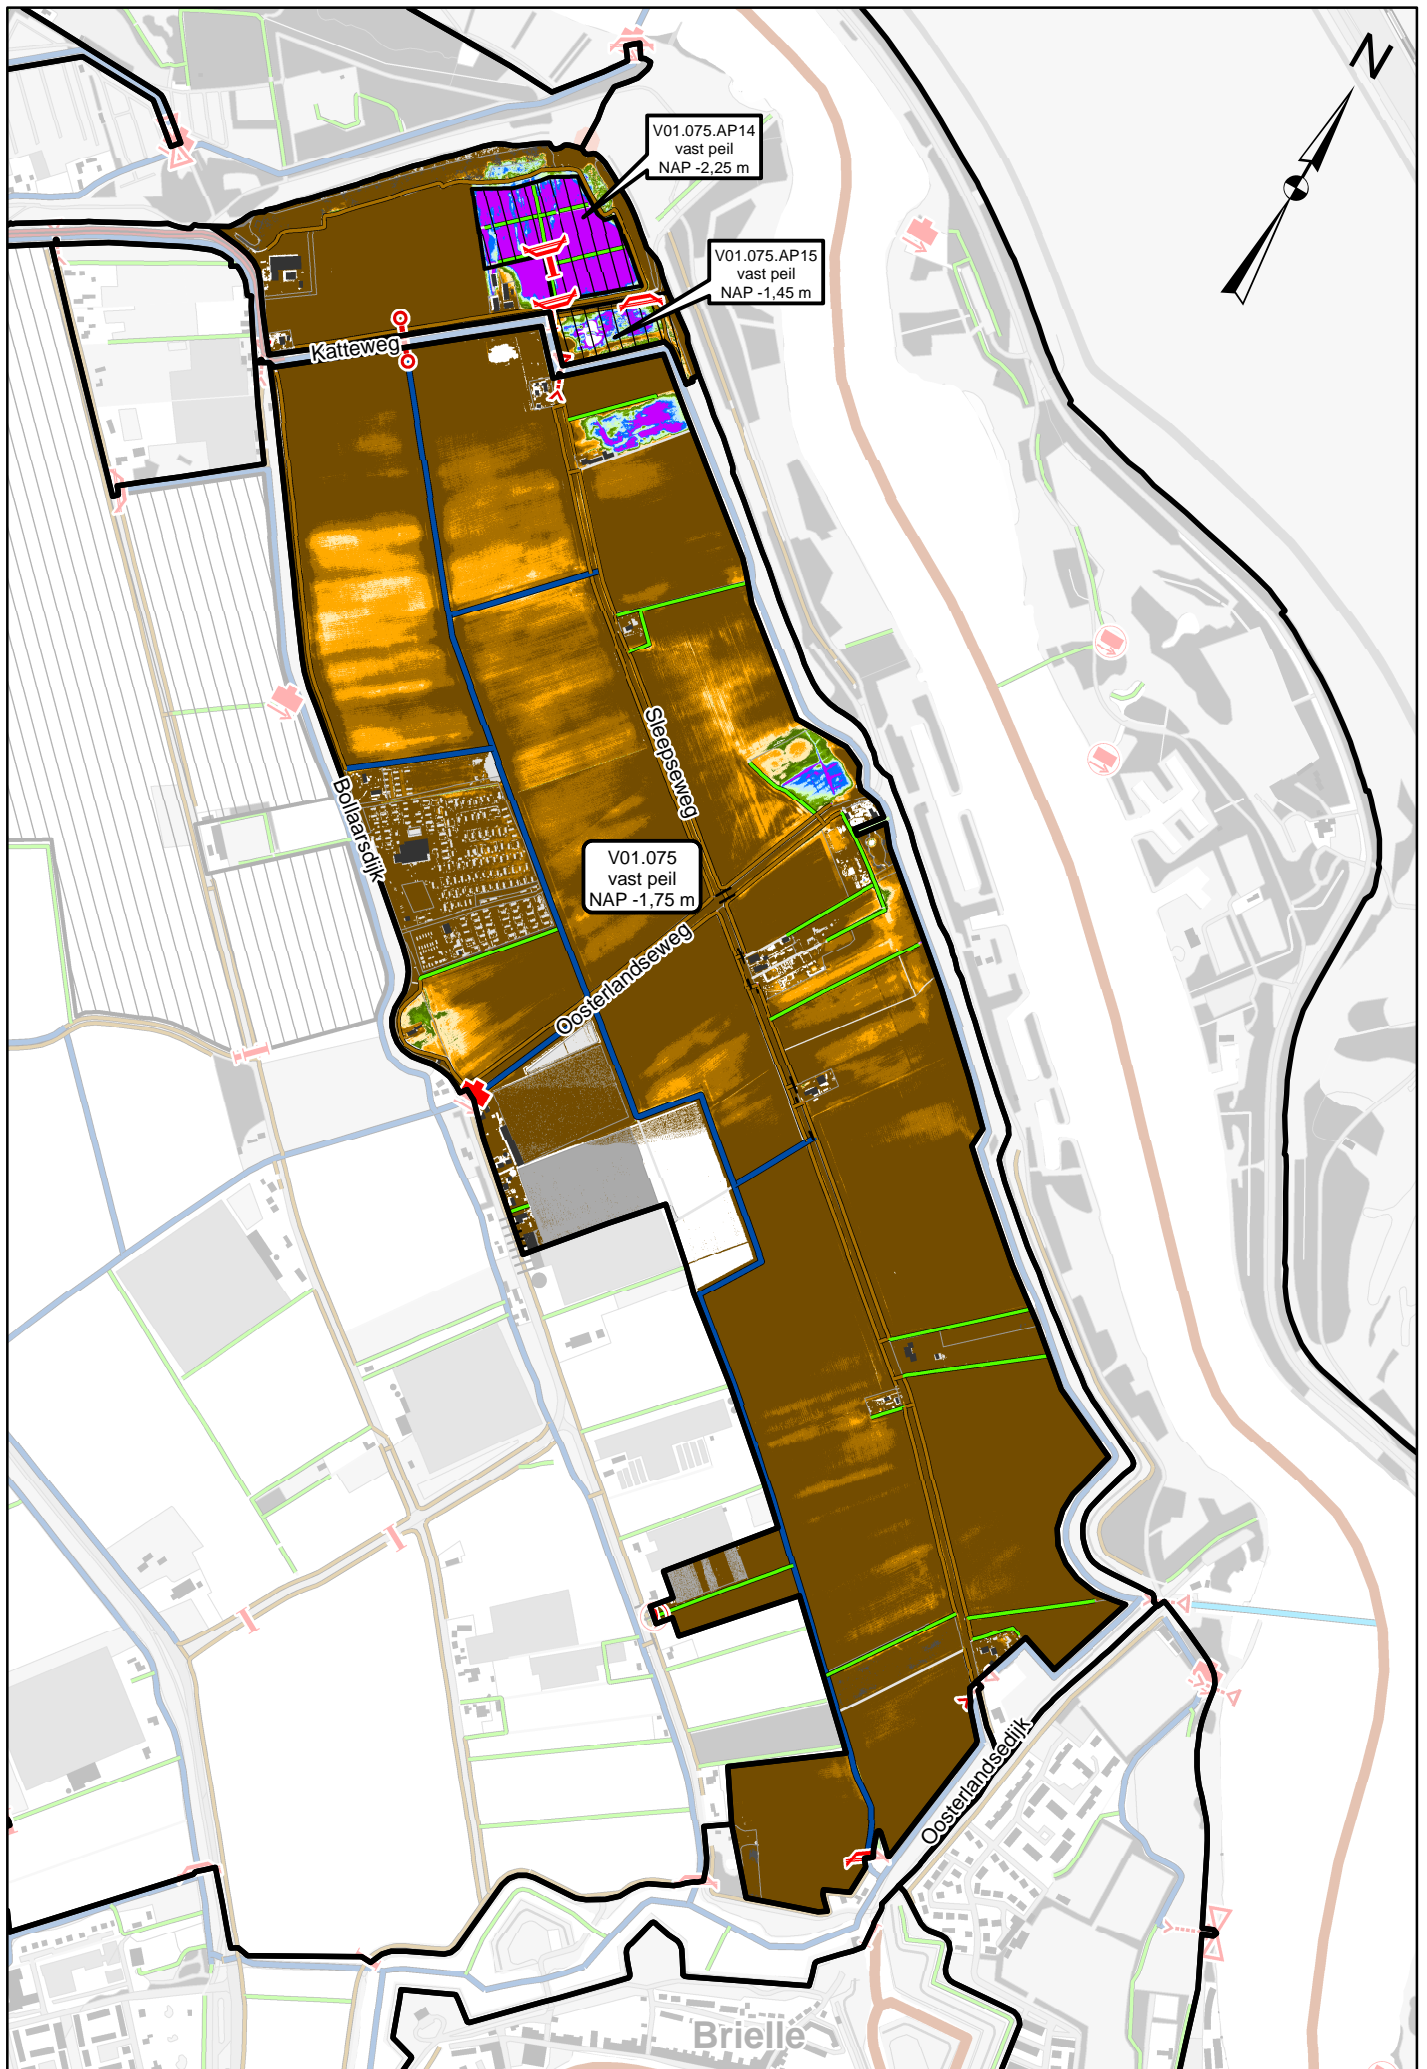 N
V01.075.AP14
vast peil
NAP -2,25 m
V01.075.AP15
vast peil
NAP -1,45 m
Katteweg
Sleepseweg
Bollaarsdijk
V01.075
vast peil
NAP -1,75 m
Oosterlandseweg
Oosterlandsedijk
Brielle